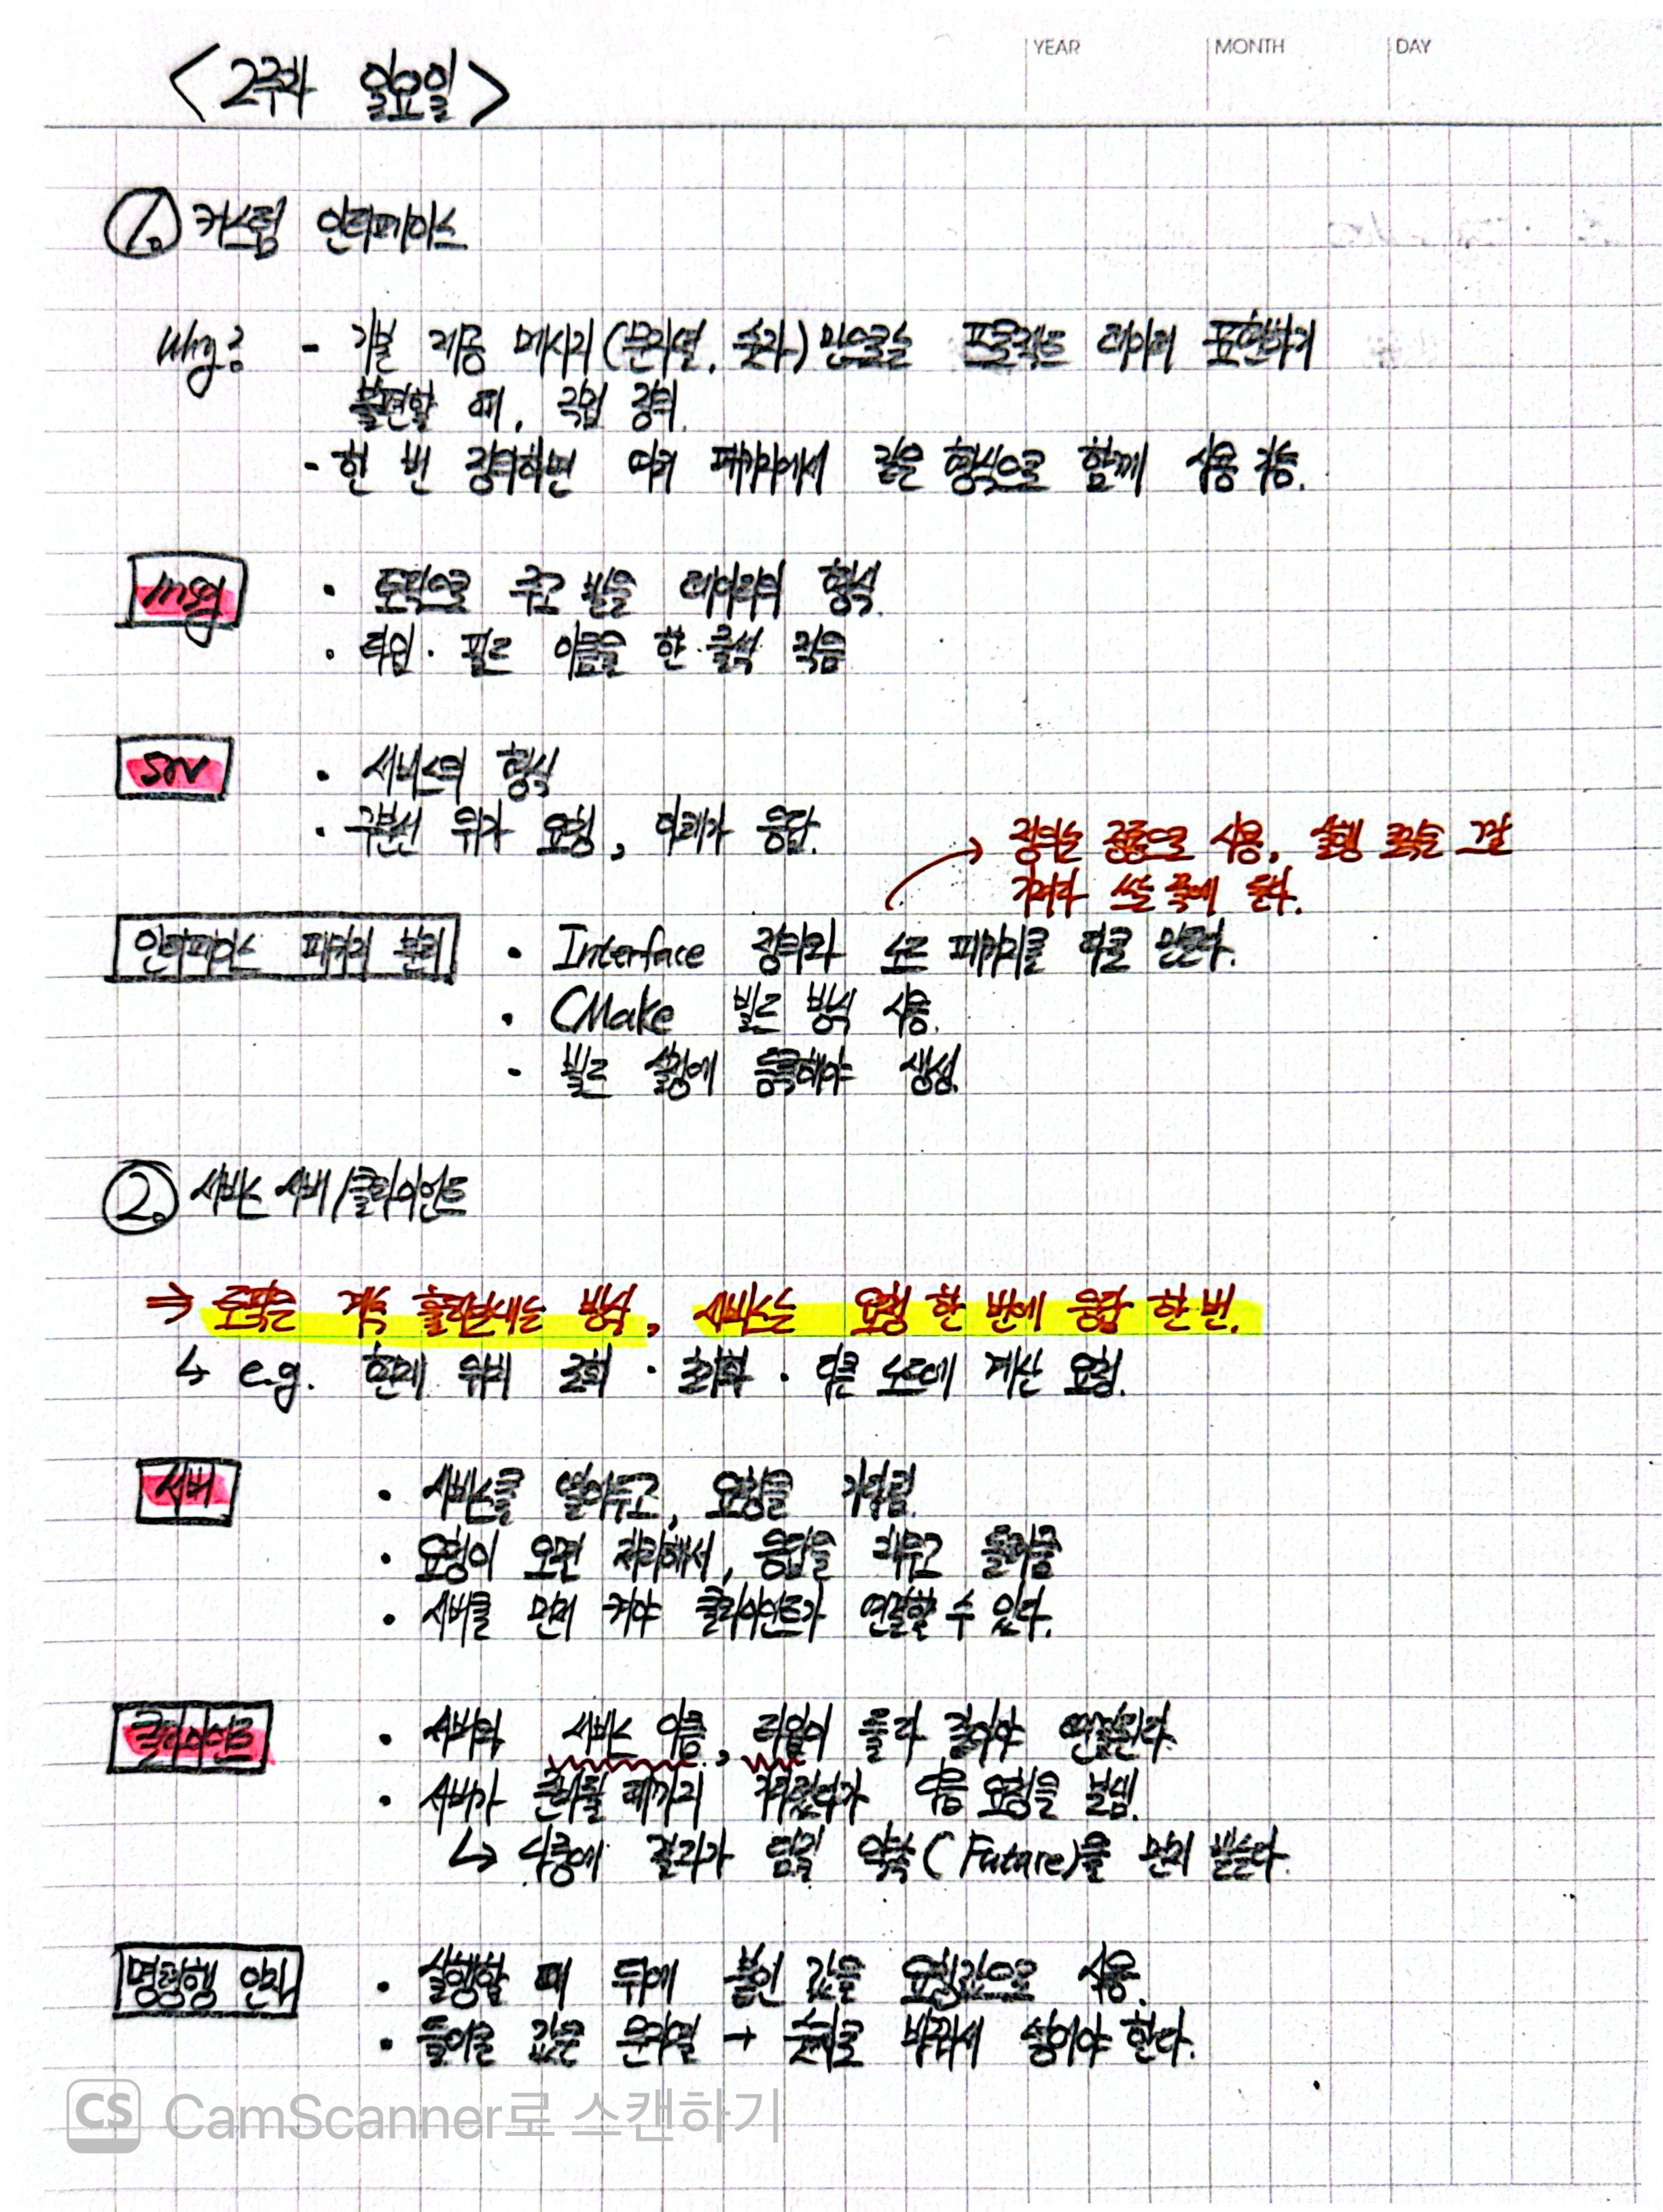 YEAR MONTH DAY
<2주차 일요일>
1. 커스텀 인터페이스
Why? - 기본 제공 메시지(문자열, 숫자)만으로는 프로젝트 데이터 표현하기
불편할 때, 직접 정의.
- 한 번 정의하면 여러 패키지에서 같은 형식으로 함께 사용 가능.
msg · 토픽으로 주고 받을 데이터의 형식.
· 타입 · 필드 이름을 한 줄씩 적음
srv · 서비스의 형식
· 구분선 위가 요청, 아래가 응답.
→ 정의는 공통으로 사용, 실행 로직은 그걸
가져다 쓰는 쪽에 둔다.
인터페이스 패키지 분리 · Interface 정의와 노드 패키지를 따로 만든다.
· CMake 빌드 방식 사용.
· 빌드 설정에 등록해야 생성.
2. 서비스 서버/클라이언트
⇒ 토픽은 계속 흘려보내는 방식, 서비스는 요청 한 번에 응답 한 번.
↳ e.g. 현재 위치 조회 · 초기화 · 다른 노드에 계산 요청.
서버 · 서비스를 열어두고, 요청을 기다림.
· 요청이 오면 처리해서, 응답을 채우고 돌려줌
· 서버를 먼저 켜야 클라이언트가 연결할 수 있다.
클라이언트 · 서버와 서비스 이름, 타입이 둘다 같아야 연결된다.
· 서버가 준비될 때까지 기다렸다가 다음 요청을 보냄.
↳ 나중에 결과가 담길 약속(Future)을 먼저 받는다.
명령행 인자 · 실행할 때 뒤에 붙인 값을 요청값으로 사용.
· 들어온 값은 문자열 → 숫자로 바꿔서 넣어야 한다.
CS CamScanner로 스캔하기